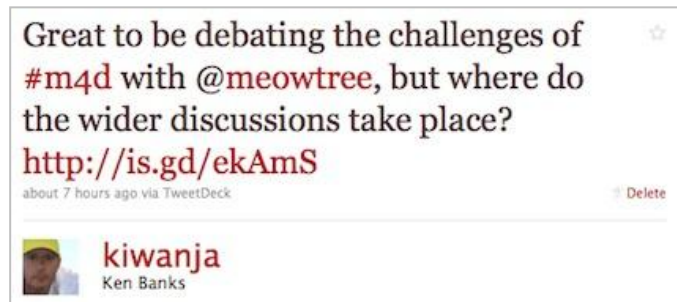 Great to be debating the challenges of
#m4d with @meowtree, but where do
the wider discussions take place?
http://is.gd/ekAmS
about 7 hours ago via TweetDeck Delete
kiwanja
Ken Banks